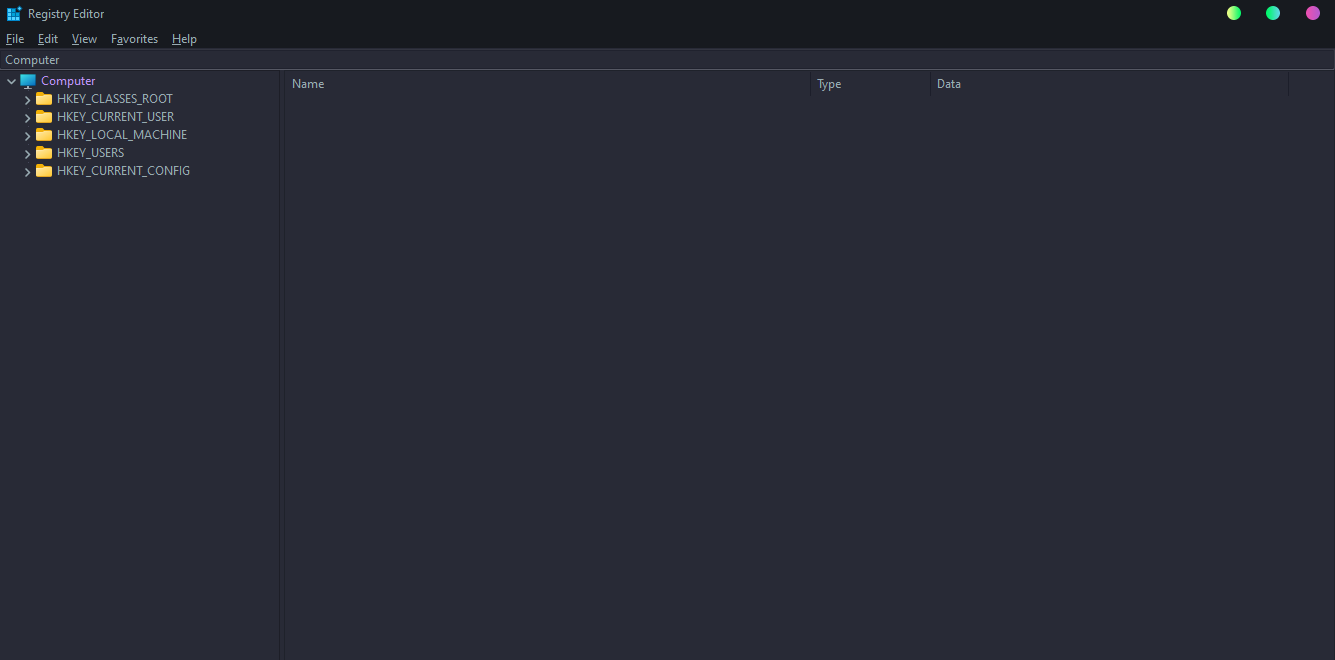 Registry Editor
File Edit View Favorites Help
Computer
Computer
HKEY_CLASSES_ROOT
HKEY_CURRENT_USER
HKEY_LOCAL_MACHINE
HKEY_USERS
HKEY_CURRENT_CONFIG
Name Type Data